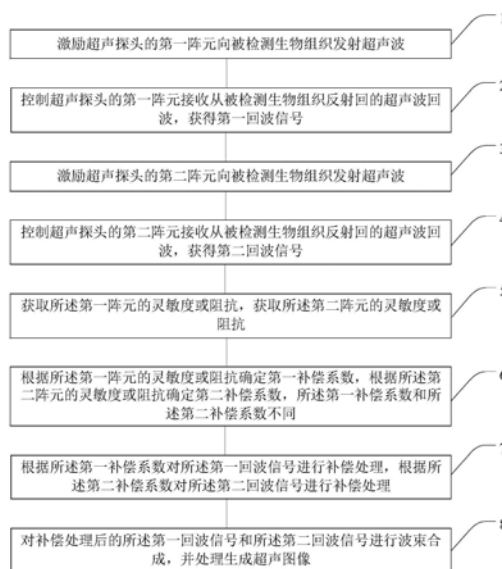 激励超声探头的第一阵元向被检测生物组织发射超声波
1
控制超声探头的第一阵元接收从被检测生物组织反射回的超声波回
波，获得第一回波信号
2
激励超声探头的第二阵元向被检测生物组织发射超声波
3
控制超声探头的第二阵元接收从被检测生物组织反射回的超声波回
波，获得第二回波信号
4
获取所述第一阵元的灵敏度或阻抗，获取所述第二阵元的灵敏度或
阻抗
5
根据所述第一阵元的灵敏度或阻抗确定第一补偿系数，根据所述第
二阵元的灵敏度或阻抗确定第二补偿系数，所述第一补偿系数和所
述第二补偿系数不同
6
根据所述第一补偿系数对所述第一回波信号进行补偿处理，根据所
述第二补偿系数对所述第二回波信号进行补偿处理
7
对补偿处理后的所述第一回波信号和所述第二回波信号进行波束合
成，并处理生成超声图像
8